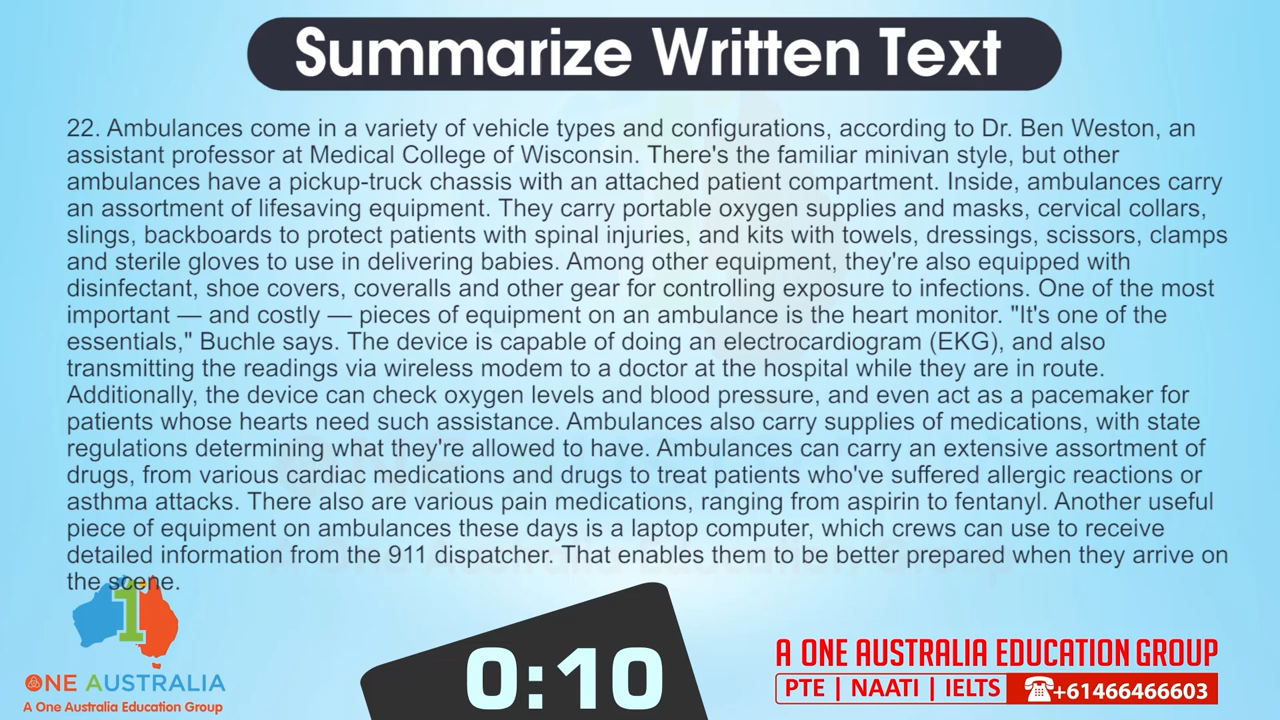 Summarize Written Text
22. Ambulances come in a variety of vehicle types and configurations, according to Dr. Ben Weston, an
assistant professor at Medical College of Wisconsin. There's the familiar minivan style, but other
ambulances have a pickup-truck chassis with an attached patient compartment. Inside, ambulances carry
an assortment of lifesaving equipment. They carry portable oxygen supplies and masks, cervical collars,
slings, backboards to protect patients with spinal injuries, and kits with towels, dressings, scissors, clamps
and sterile gloves to use in delivering babies. Among other equipment, they're also equipped with
disinfectant, shoe covers, coveralls and other gear for controlling exposure to infections. One of the most
important — and costly — pieces of equipment on an ambulance is the heart monitor. "It's one of the
essentials," Buchle says. The device is capable of doing an electrocardiogram (EKG), and also
transmitting the readings via wireless modem to a doctor at the hospital while they are in route.
Additionally, the device can check oxygen levels and blood pressure, and even act as a pacemaker for
patients whose hearts need such assistance. Ambulances also carry supplies of medications, with state
regulations determining what they're allowed to have. Ambulances can carry an extensive assortment of
drugs, from various cardiac medications and drugs to treat patients who've suffered allergic reactions or
asthma attacks. There also are various pain medications, ranging from aspirin to fentanyl. Another useful
piece of equipment on ambulances these days is a laptop computer, which crews can use to receive
detailed information from the 911 dispatcher. That enables them to be better prepared when they arrive on
the scene.
1
ONE AUSTRALIA
A One Australia Education Group
0:10
A ONE AUSTRALIA EDUCATION GROUP
PTE | NAATI | IELTS +61466466603